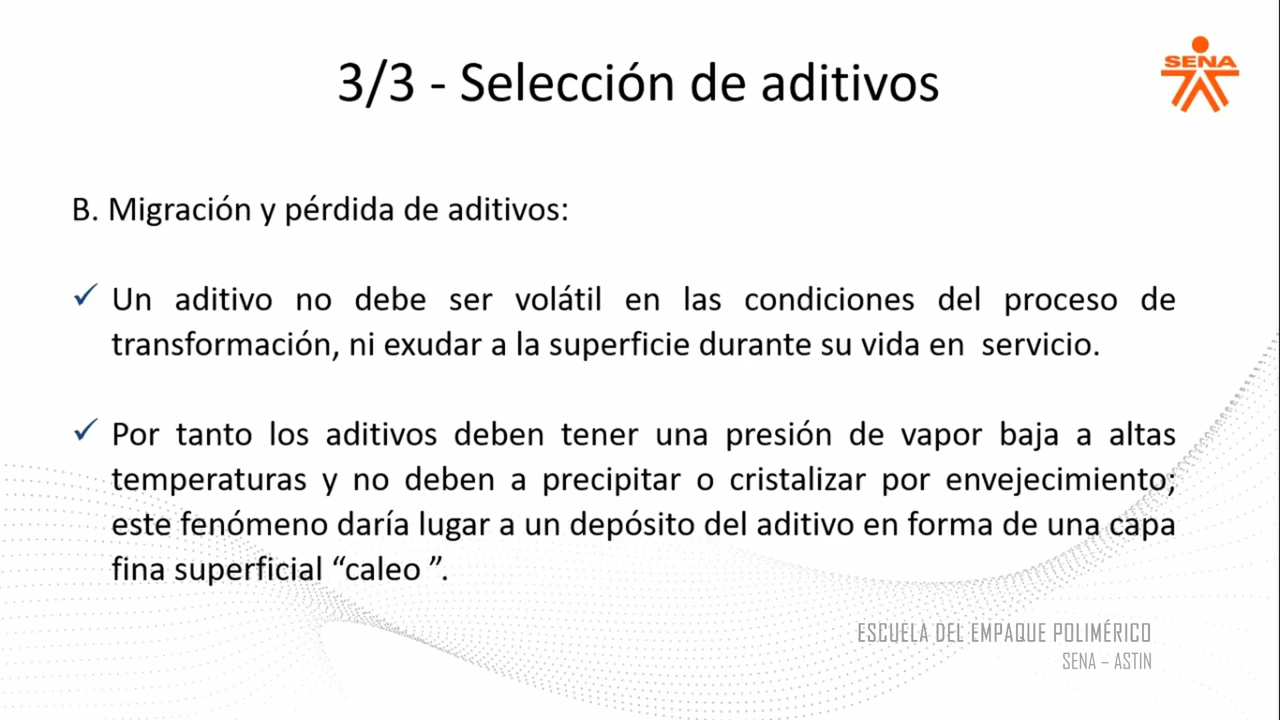 3/3 - Selección de aditivos
SENA
B. Migración y pérdida de aditivos:
✓ Un aditivo no debe ser volátil en las condiciones del proceso de
transformación, ni exudar a la superficie durante su vida en servicio.
✓ Por tanto los aditivos deben tener una presión de vapor baja a altas
temperaturas y no deben a precipitar o cristalizar por envejecimiento;
este fenómeno daría lugar a un depósito del aditivo en forma de una capa
fina superficial “caleo ”.
ESCUELA DEL EMPAQUE POLIMÉRICO
SENA – ASTIN